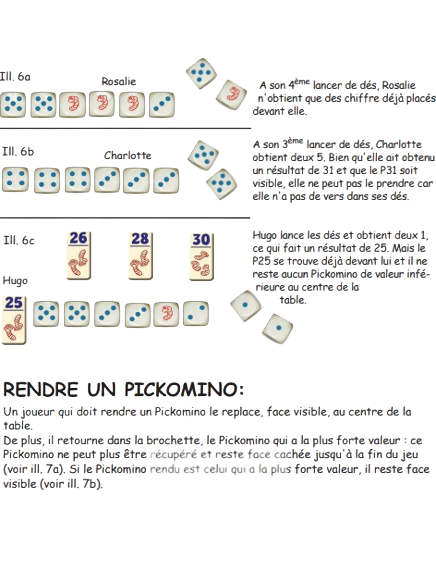 Ill. 6a
Rosalie
A son 4ème lancer de dés, Rosalie
n'obtient que des chiffre déjà placés
devant elle.
Ill. 6b
Charlotte
A son 3ème lancer de dés, Charlotte
obtient deux 5. Bien qu'elle ait obtenu
un résultat de 31 et que le P31 soit
visible, elle ne peut pas le prendre car
elle n'a pas de vers dans ses dés.
Ill. 6c
26
28
30
Hugo
25
Hugo lance les dés et obtient deux 1,
ce qui fait un résultat de 25. Mais le
P25 se trouve déjà devant lui et il ne
reste aucun Pickomino de valeur infé-
rieure au centre de la
table.
RENDRE UN PICKOMINO:
Un joueur qui doit rendre un Pickomino le replace, face visible, au centre de la
table.
De plus, il retourne dans la brochette, le Pickomino qui a la plus forte valeur : ce
Pickomino ne peut plus être récupéré et reste face cachée jusqu'à la fin du jeu
(voir ill. 7a). Si le Pickomino rendu est celui qui a la plus forte valeur, il reste face
visible (voir ill. 7b).